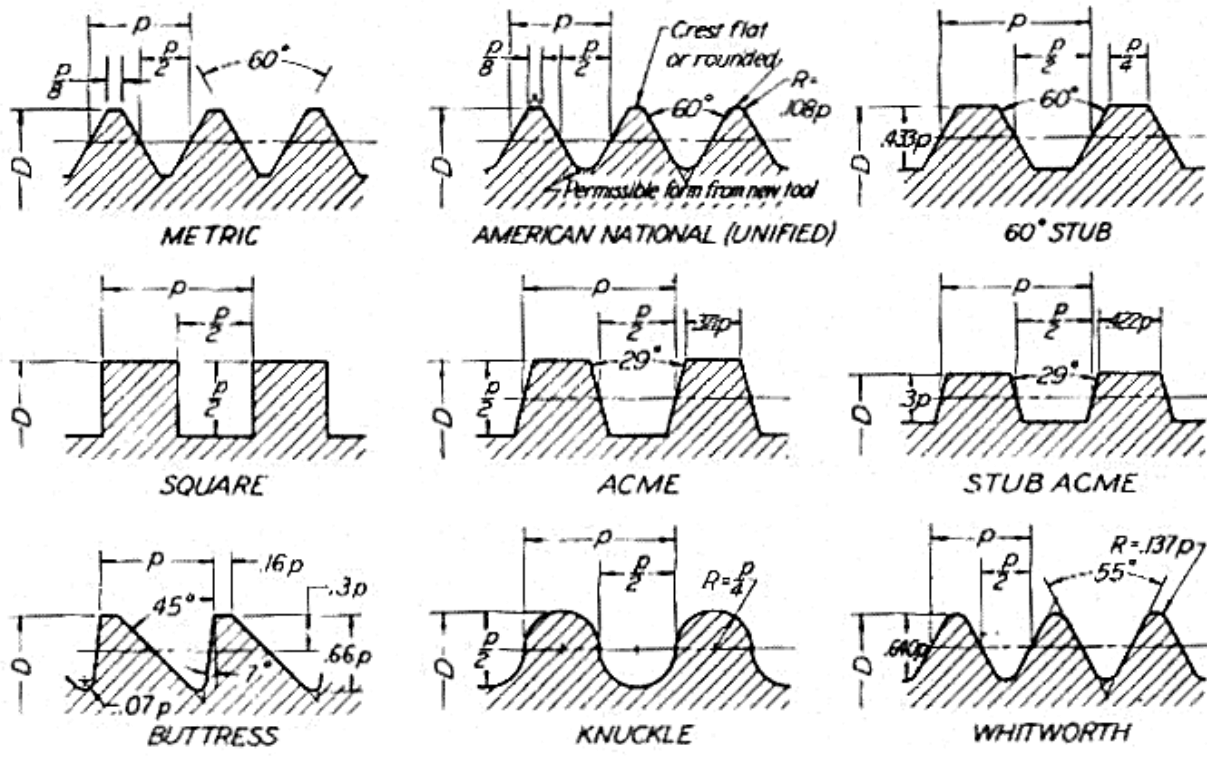 p
p/8
p/2
60°
D
METRIC
p
p/8
p/2
Crest flat
or rounded
60°
R=
.108p
D
Permissible form from new tool
AMERICAN NATIONAL (UNIFIED)
p
p/2
p/4
60°
.433p
D
60° STUB
p
p/2
p/2
D
SQUARE
p
p/2
.371p
29°
p/2
D
ACME
p
p/2
.422p
29°
.3p
D
STUB ACME
p
.16p
.3p
45°
.66p
7°
.07p
D
BUTTRESS
p
p/2
R=p/4
p/2
D
KNUCKLE
p
p/2
R=.137p
55°
.640p
D
WHITWORTH